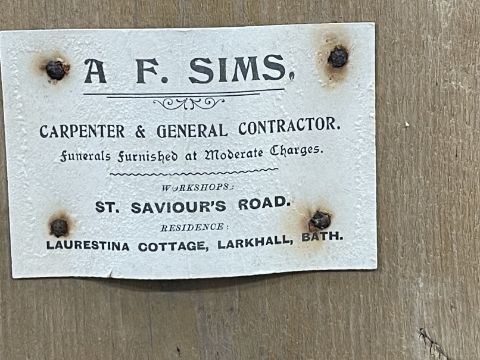 A F. SIMS.
CARPENTER & GENERAL CONTRACTOR.
Funerals Furnished at Moderate Charges.
WORKSHOPS:
ST. SAVIOUR'S ROAD.
RESIDENCE:
LAURESTINA COTTAGE, LARKHALL, BATH.